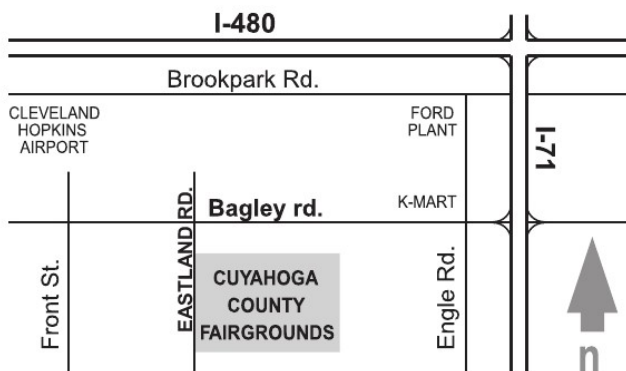 I-480
Brookpark Rd.
CLEVELAND
HOPKINS
AIRPORT
FORD
PLANT
I-71
K-MART
Bagley rd.
EASTLAND RD.
Front St.
CUYAHOGA
COUNTY
FAIRGROUNDS
Engle Rd.
n